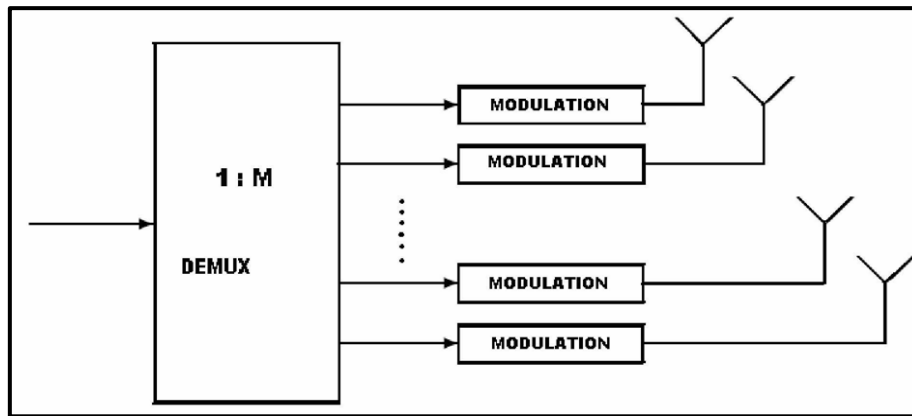 MODULATION
MODULATION
1 : M
DEMUX
MODULATION
MODULATION